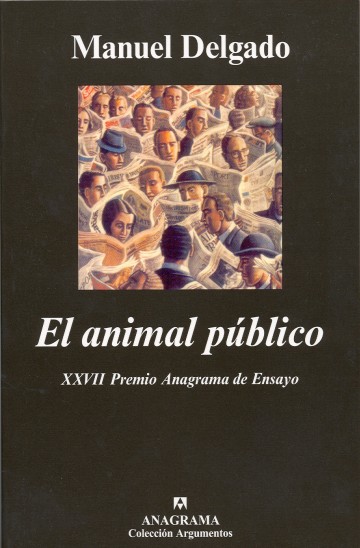 Manuel Delgado
El animal público
XXVII Premio Anagrama de Ensayo
ANAGRAMA
Colección Argumentos